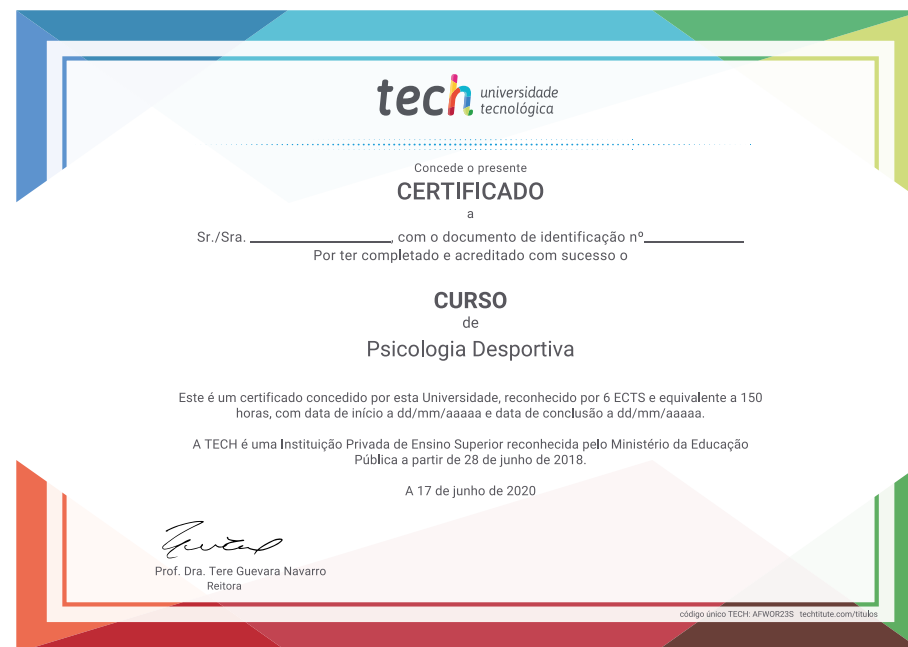 tech universidade
tecnológica
Concede o presente
CERTIFICADO
a
Sr./Sra. ____________________, com o documento de identificação nº______________
Por ter completado e acreditado com sucesso o
CURSO
de
Psicologia Desportiva
Este é um certificado concedido por esta Universidade, reconhecido por 6 ECTS e equivalente a 150
horas, com data de início a dd/mm/aaaaa e data de conclusão a dd/mm/aaaaa.
A TECH é uma Instituição Privada de Ensino Superior reconhecida pelo Ministério da Educação
Pública a partir de 28 de junho de 2018.
A 17 de junho de 2020
Prof. Dra. Tere Guevara Navarro
Reitora
código único TECH: AFWOR23S techtitute.com/titulos